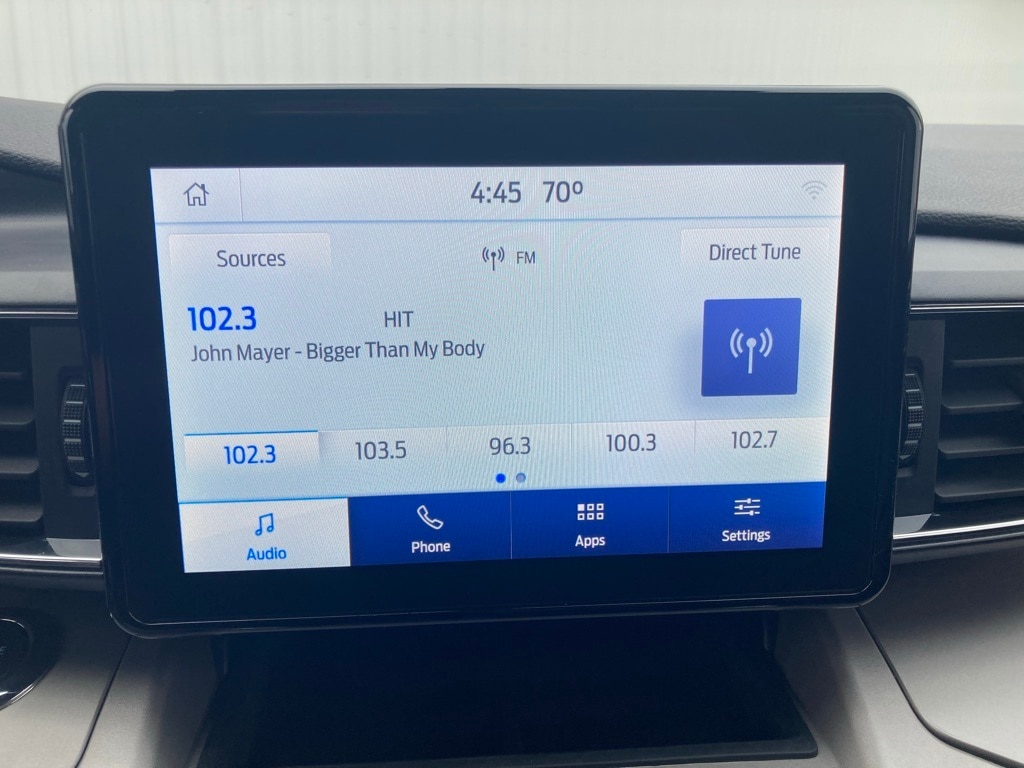 4:45 70°
Sources
FM
Direct Tune
102.3 HIT
John Mayer - Bigger Than My Body
102.3 103.5 96.3 100.3 102.7
Audio Phone Apps Settings